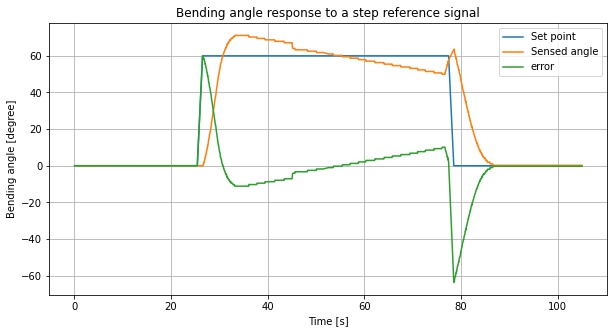 Bending angle response to a step reference signal
Set point
Sensed angle
error
Bending angle [degree]
60
40
20
0
−20
−40
−60
0
20
40
60
80
100
Time [s]